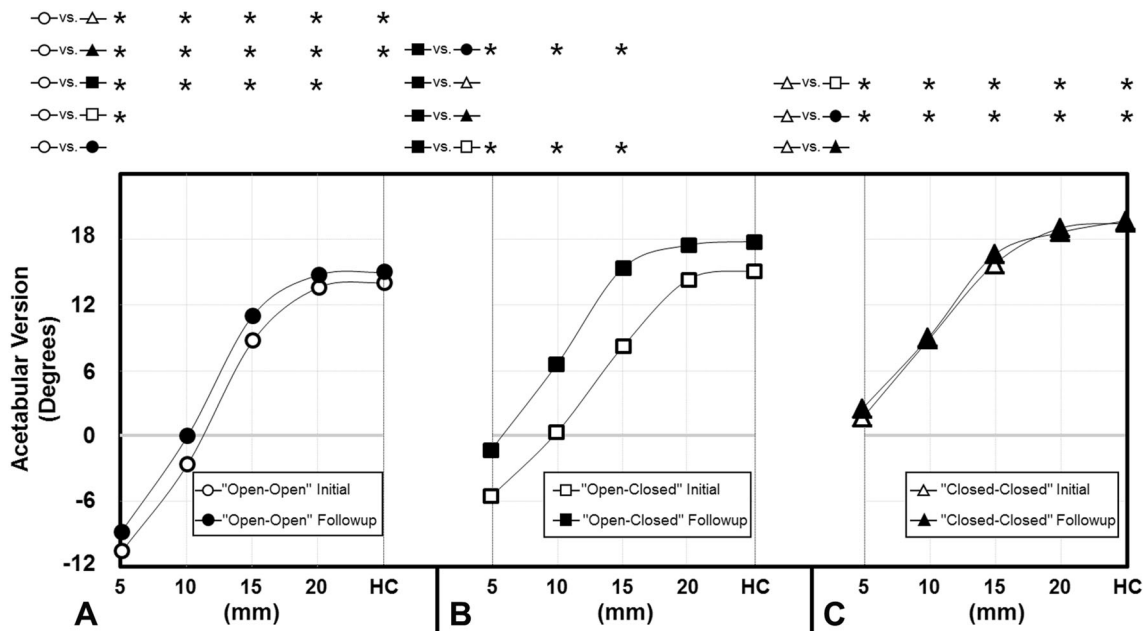 vs. * * * * *
vs. * * * * *
vs. * * * *
vs. *
vs.
vs. * * *
vs.
vs.
vs. * * *
vs. * * * * *
vs. * * * * *
vs.
Acetabular Version
(Degrees)
18
12
6
0
-6
-12
"Open-Open" Initial
"Open-Open" Followup
5 10 15 20 HC
A (mm)
"Open-Closed" Initial
"Open-Closed" Followup
5 10 15 20 HC
B (mm)
"Closed-Closed" Initial
"Closed-Closed" Followup
5 10 15 20 HC
C (mm)